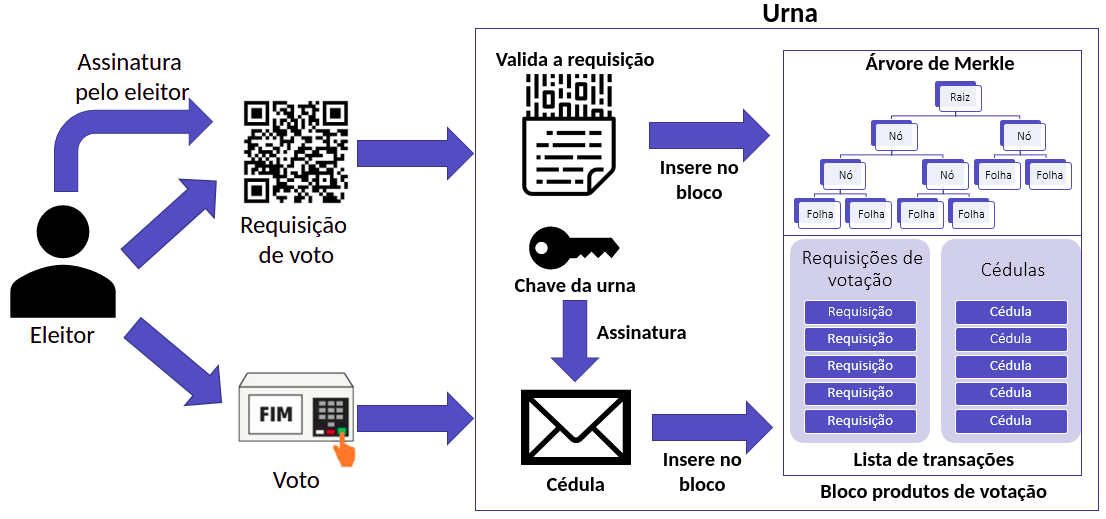 Urna
Assinatura
pelo eleitor
Requisição
de voto
Eleitor
FIM
Voto
Valida a requisição
Insere no
bloco
Chave da urna
Assinatura
Cédula
Insere no
bloco
Árvore de Merkle
Raiz
Nó
Nó
Nó
Nó
Folha
Folha
Folha
Folha
Folha
Folha
Requisições de
votação
Requisição
Requisição
Requisição
Requisição
Requisição
Cédulas
Cédula
Cédula
Cédula
Cédula
Cédula
Lista de transações
Bloco produtos de votação